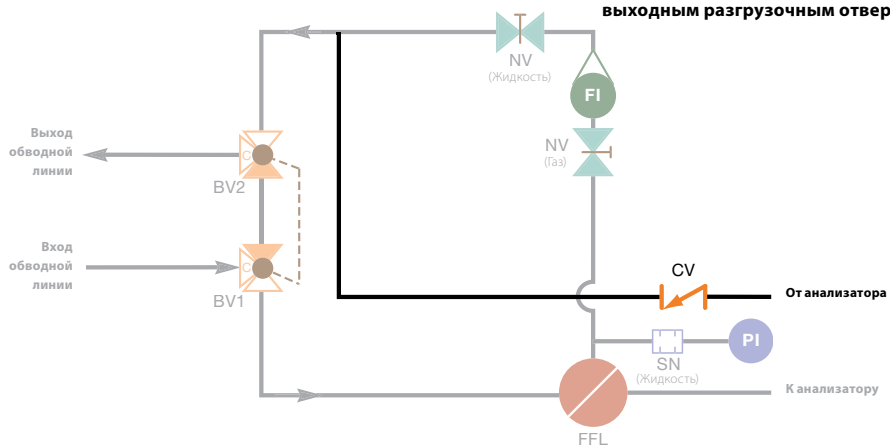 выходным разгрузочным отвер
NV
(Жидкость)
FI
NV
(Газ)
Выход
обводной
линии
C
BV2
Вход
обводной
линии
C
BV1
CV
От анализатора
PI
SN
(Жидкость)
К анализатору
FFL